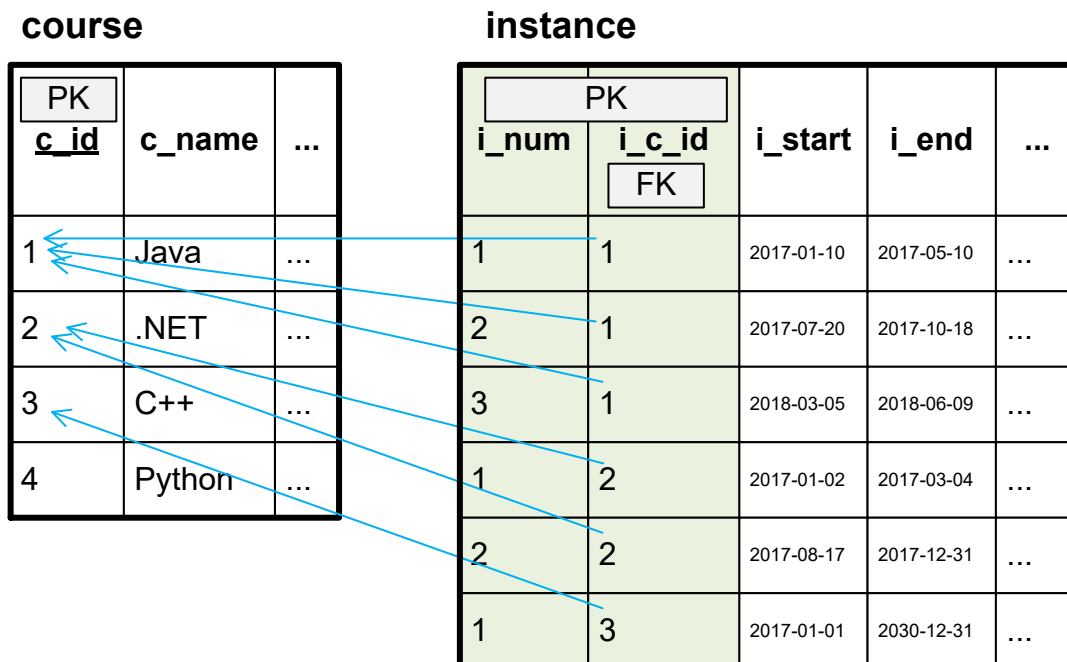 course
PK
c_id c_name ...
1 Java ...
2 .NET ...
3 C++ ...
4 Python ...
instance
PK
i_num i_c_id i_start i_end ...
FK
1 1 2017-01-10 2017-05-10 ...
2 1 2017-07-20 2017-10-18 ...
3 1 2018-03-05 2018-06-09 ...
1 2 2017-01-02 2017-03-04 ...
2 2 2017-08-17 2017-12-31 ...
1 3 2017-01-01 2030-12-31 ...